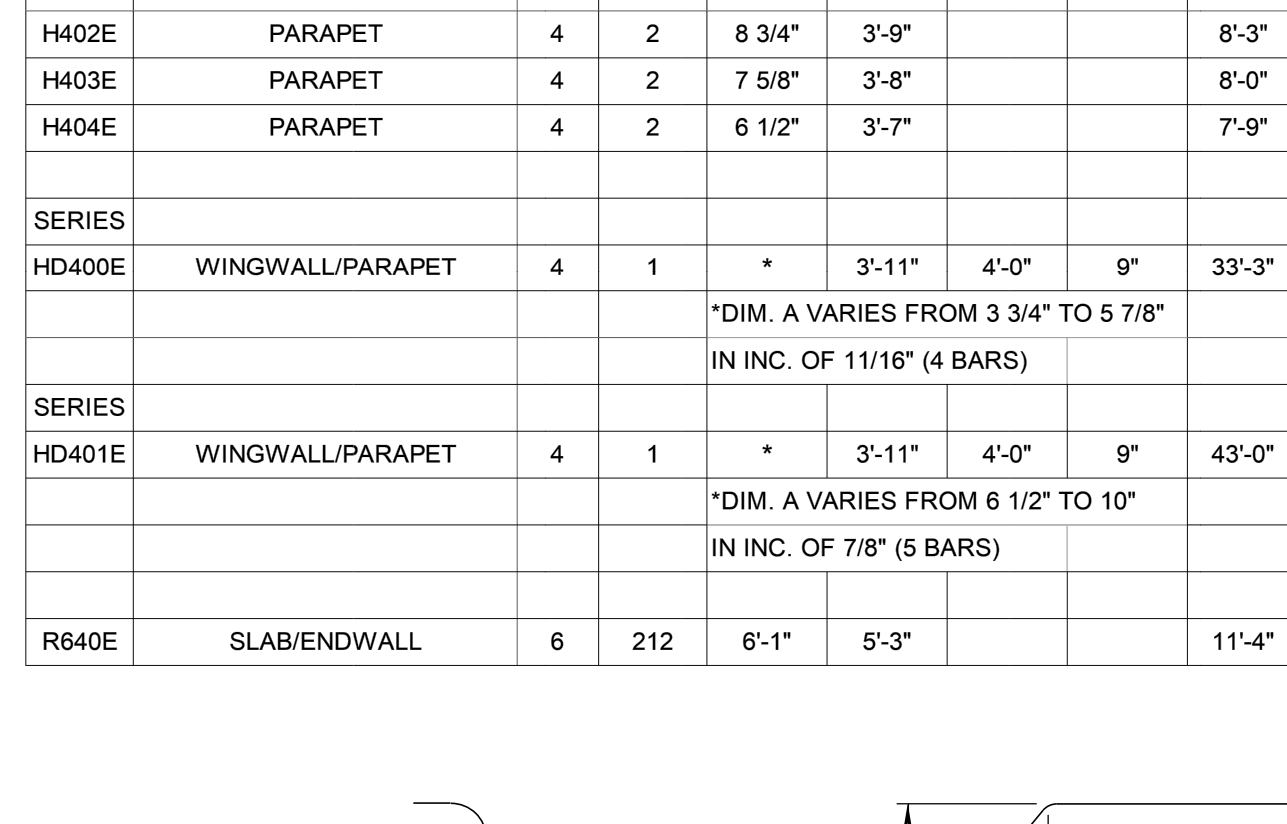 H402E PARAPET 4 2 8 3/4" 3'-9" 8'-3"
H403E PARAPET 4 2 7 5/8" 3'-8" 8'-0"
H404E PARAPET 4 2 6 1/2" 3'-7" 7'-9"
SERIES
HD400E WINGWALL/PARAPET 4 1 * 3'-11" 4'-0" 9" 33'-3"
*DIM. A VARIES FROM 3 3/4" TO 5 7/8"
IN INC. OF 11/16" (4 BARS)
SERIES
HD401E WINGWALL/PARAPET 4 1 * 3'-11" 4'-0" 9" 43'-0"
*DIM. A VARIES FROM 6 1/2" TO 10"
IN INC. OF 7/8" (5 BARS)
R640E SLAB/ENDWALL 6 212 6'-1" 5'-3" 11'-4"